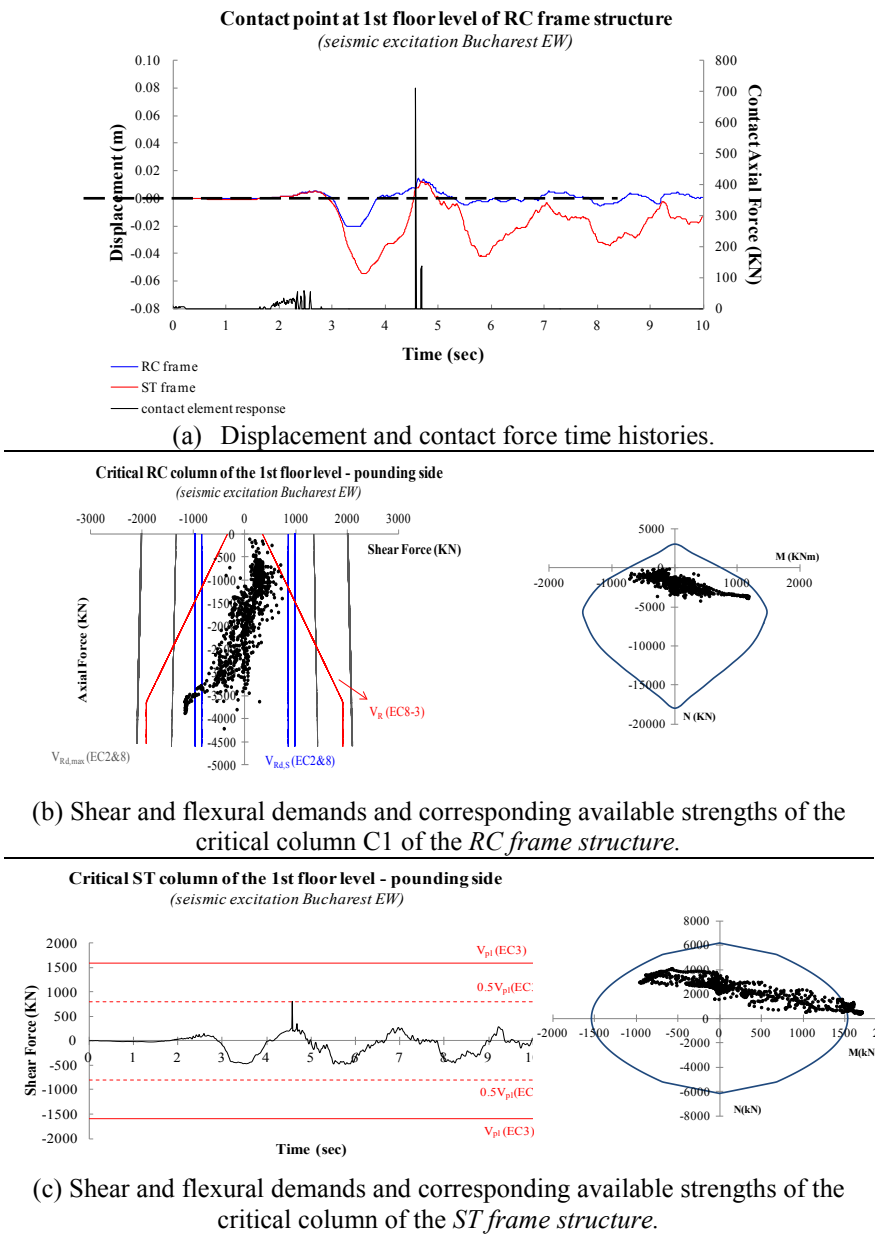 Contact point at 1st floor level of RC frame structure
(seismic excitation Bucharest EW)
0.10
0.08
0.06
0.04
0.02
0.00
-0.02
-0.04
-0.06
-0.08
Displacement (m)
800
700
600
500
400
300
200
100
0
Contact Axial Force (KN)
0 1 2 3 4 5 6 7 8 9 10
Time (sec)
RC frame
ST frame
contact element response
(a) Displacement and contact force time histories.
Critical RC column of the 1st floor level - pounding side
(seismic excitation Bucharest EW)
-3000 -2000 -1000 0 1000 2000 3000
Shear Force (KN)
0
-500
-1000
-1500
-2000
-2500
-3000
-3500
-4000
-4500
-5000
Axial Force (KN)
V_R (EC8-3)
V_Rd,max (EC2&8)
V_Rd,S (EC2&8)
5000
0
-5000
-10000
-15000
-20000
M (KNm)
-2000 -1000 0 1000 2000
N (KN)
(b) Shear and flexural demands and corresponding available strengths of the
critical column C1 of the RC frame structure.
Critical ST column of the 1st floor level - pounding side
(seismic excitation Bucharest EW)
2000
1500
1000
500
0
-500
-1000
-1500
-2000
Shear Force (KN)
V_pl (EC3)
0.5V_pl(EC
0 1 2 3 4 5 6 7 8 9 10
0.5V_pl(EC
V_pl (EC3)
Time (sec)
8000
6000
4000
2000
0
-2000
-4000
-6000
-8000
-1500 -1000 -500 0 500 1000 1500
M(kN
N(kN)
(c) Shear and flexural demands and corresponding available strengths of the
critical column of the ST frame structure.